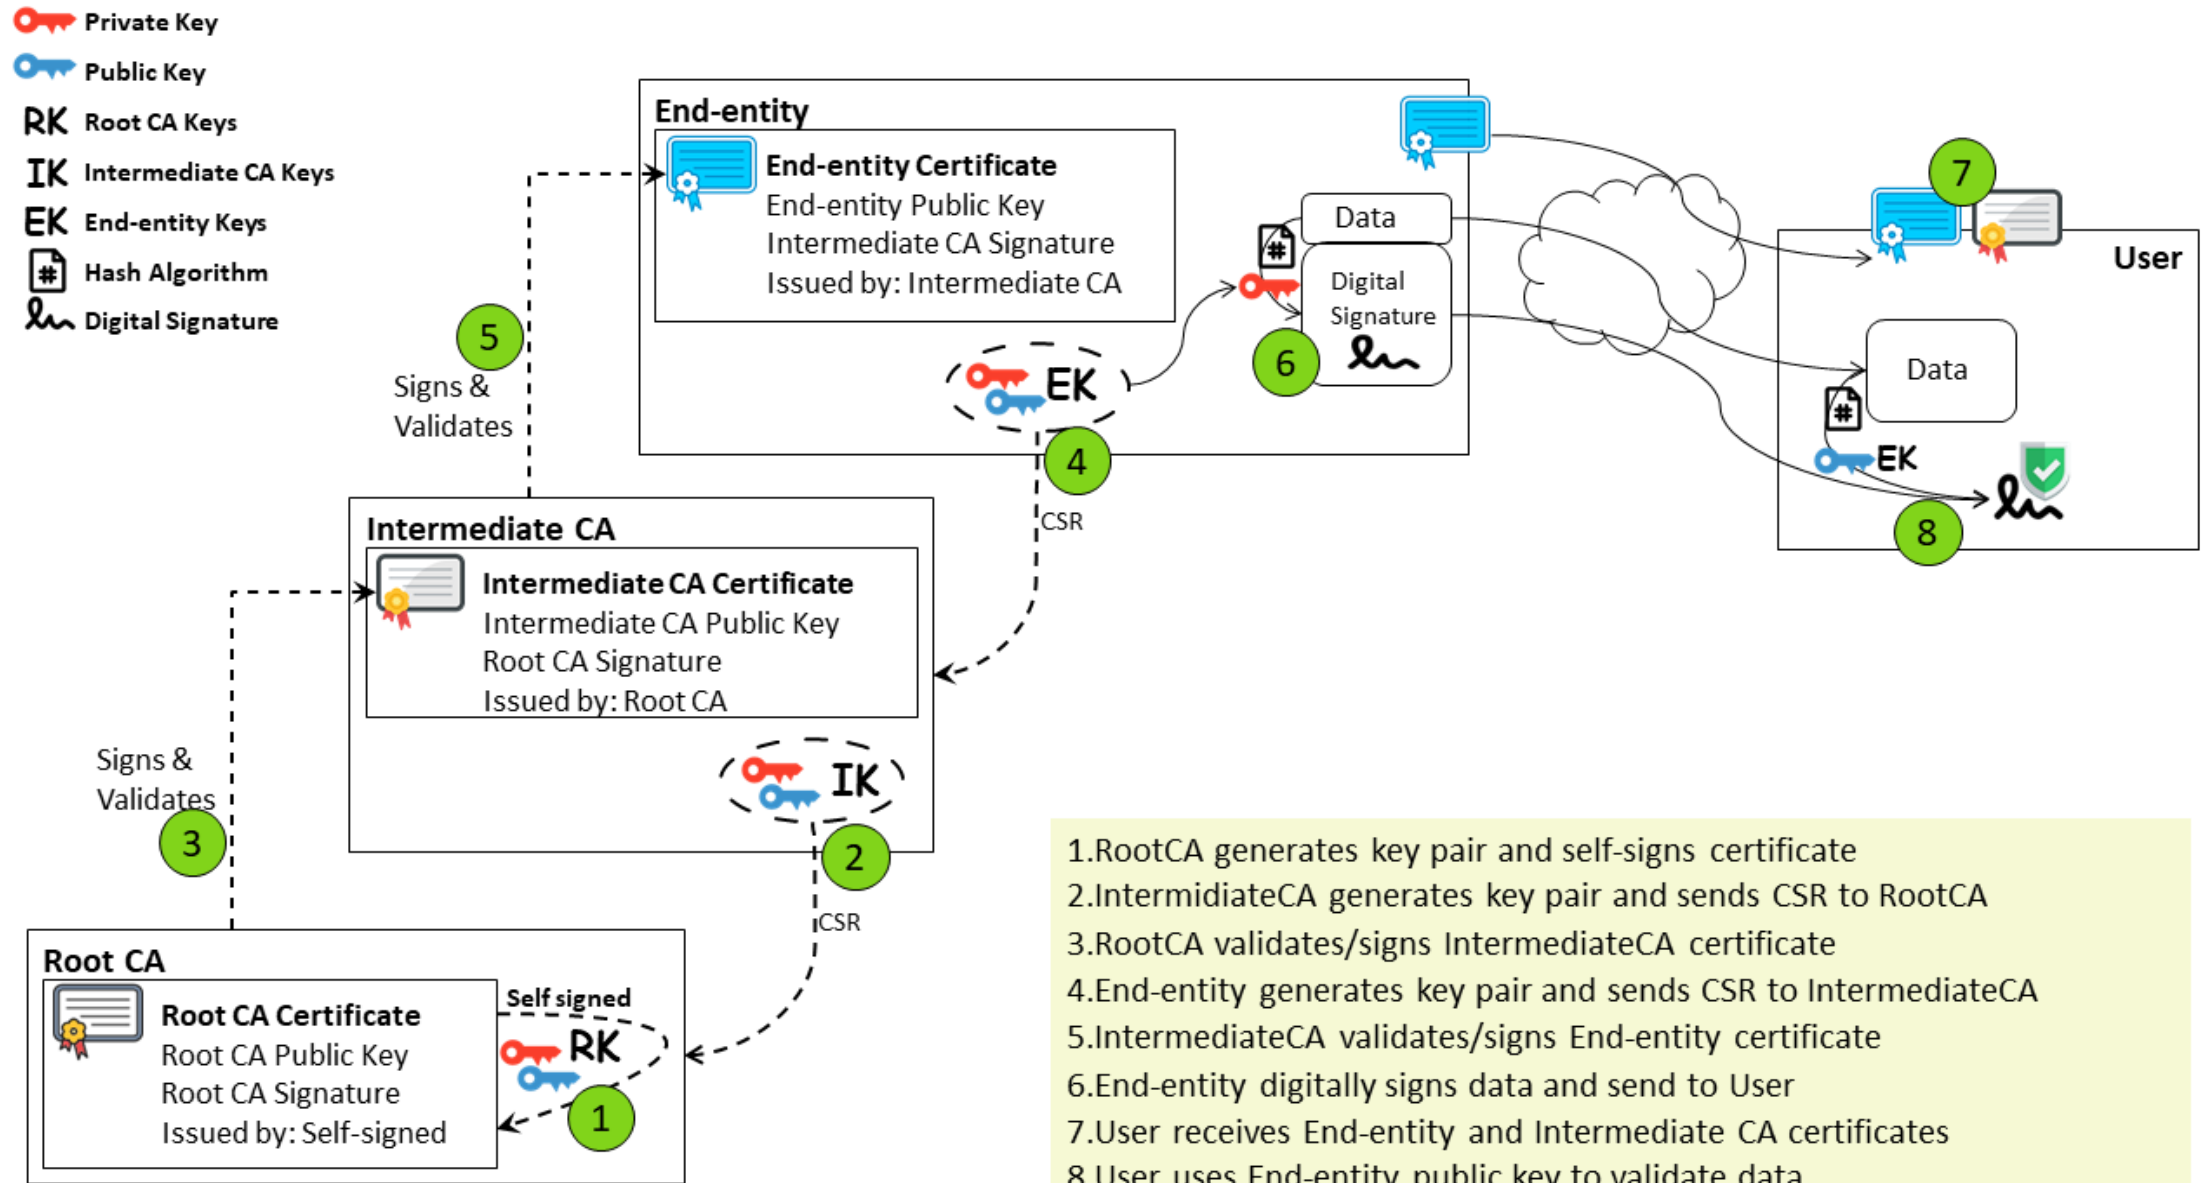 Private Key
Public Key
RK Root CA Keys
IK Intermediate CA Keys
EK End-entity Keys
# Hash Algorithm
Digital Signature
End-entity
End-entity Certificate
End-entity Public Key
Intermediate CA Signature
Issued by: Intermediate CA
Data
#
Digital
Signature
6
EK
4
CSR
5
Signs &
Validates
7
User
Data
#
EK
8
Intermediate CA
Intermediate CA Certificate
Intermediate CA Public Key
Root CA Signature
Issued by: Root CA
IK
2
CSR
Signs &
Validates
3
Root CA
Root CA Certificate
Root CA Public Key
Root CA Signature
Issued by: Self-signed
Self signed
RK
1
1.RootCA generates key pair and self-signs certificate
2.IntermidiateCA generates key pair and sends CSR to RootCA
3.RootCA validates/signs IntermediateCA certificate
4.End-entity generates key pair and sends CSR to IntermediateCA
5.IntermediateCA validates/signs End-entity certificate
6.End-entity digitally signs data and send to User
7.User receives End-entity and Intermediate CA certificates
8.User uses End-entity public key to validate data